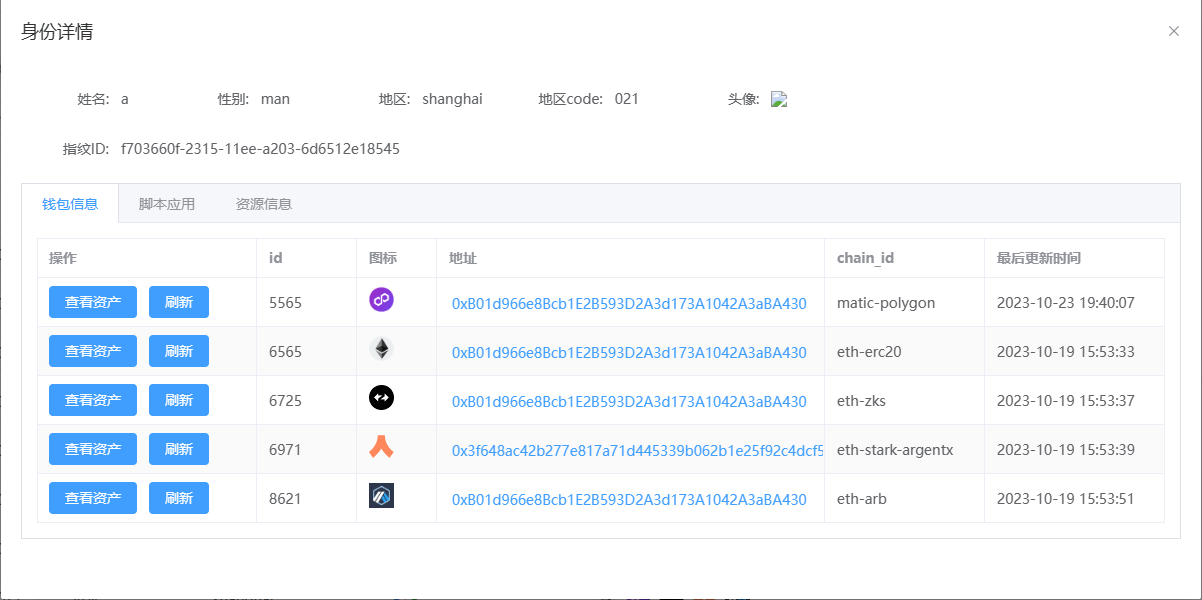 身份详情
姓名: a 性别: man 地区: shanghai 地区code: 021 头像:
指纹ID: f703660f-2315-11ee-a203-6d6512e18545
钱包信息 脚本应用 资源信息
操作 id 图标 地址 chain_id 最后更新时间
查看资产 刷新 5565 0xB01d966e8Bcb1E2B593D2A3d173A1042A3aBA430 matic-polygon 2023-10-23 19:40:07
查看资产 刷新 6565 0xB01d966e8Bcb1E2B593D2A3d173A1042A3aBA430 eth-erc20 2023-10-19 15:53:33
查看资产 刷新 6725 0xB01d966e8Bcb1E2B593D2A3d173A1042A3aBA430 eth-zks 2023-10-19 15:53:37
查看资产 刷新 6971 0x3f648ac42b277e817a71d445339b062b1e25f92c4dcf5 eth-stark-argentx 2023-10-19 15:53:39
查看资产 刷新 8621 0xB01d966e8Bcb1E2B593D2A3d173A1042A3aBA430 eth-arb 2023-10-19 15:53:51